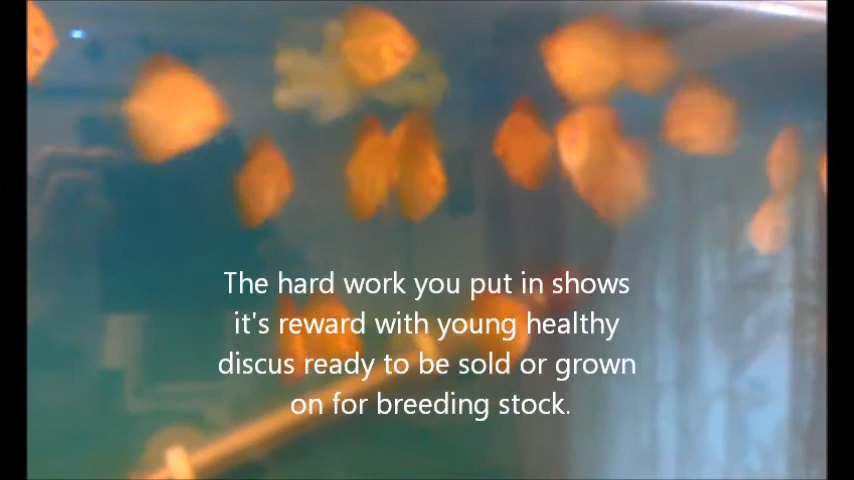 The hard work you put in shows
it's reward with young healthy
discus ready to be sold or grown
on for breeding stock.